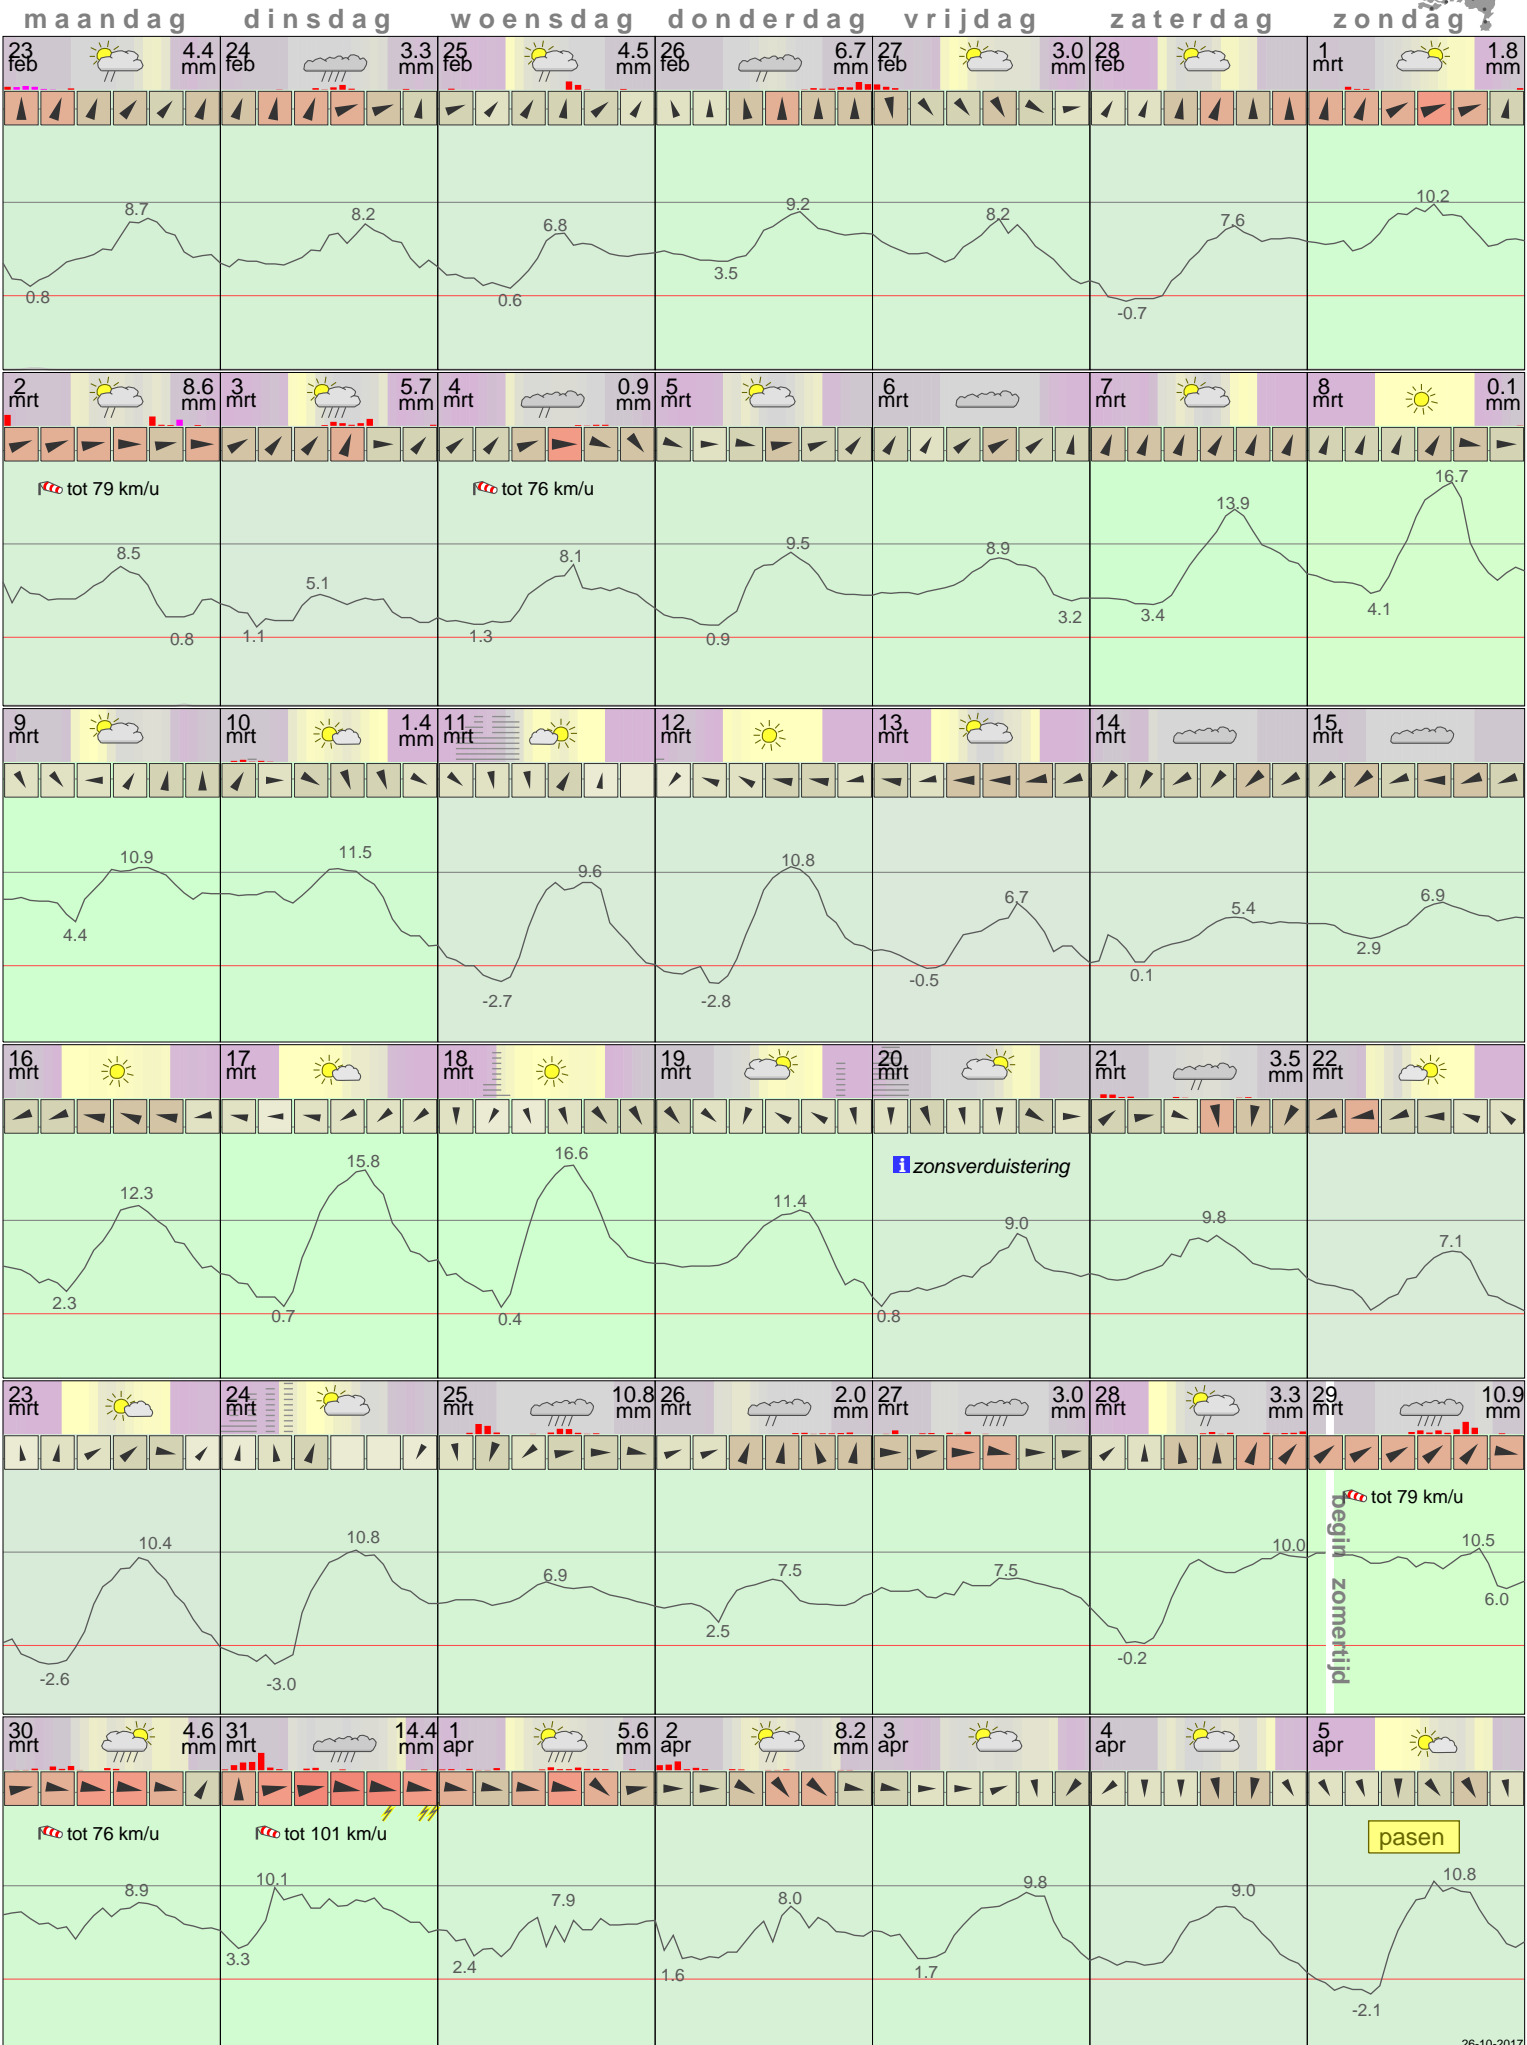 maandag dinsdag woensdag donderdag vrijdag zaterdag zondag
23 feb 4.4 mm 24 feb 3.3 mm 25 feb 4.5 mm 26 feb 6.7 mm 27 feb 3.0 mm 28 feb 1 mrt 1.8 mm
8.7 8.2 6.8 9.2 8.2 7.6 10.2
0.8 0.6 3.5 -0.7
2 mrt 8.6 mm 3 mrt 5.7 mm 4 mrt 0.9 mm 5 mrt 6 mrt 7 mrt 8 mrt 0.1 mm
tot 79 km/u tot 76 km/u
8.5 5.1 8.1 9.5 8.9 13.9 16.7
0.8 1.1 1.3 0.9 3.2 3.4 4.1
9 mrt 10 mrt 1.4 mm 11 mrt 12 mrt 13 mrt 14 mrt 15 mrt
10.9 11.5 9.6 10.8 6.7 5.4 6.9
4.4 -2.7 -2.8 -0.5 0.1 2.9
16 mrt 17 mrt 18 mrt 19 mrt 20 mrt 21 mrt 3.5 mm 22 mrt
i zonsverduistering
12.3 15.8 16.6 11.4 9.0 9.8 7.1
2.3 0.7 0.4 0.8
23 mrt 24 mrt 25 mrt 10.8 mm 26 mrt 2.0 mm 27 mrt 3.0 mm 28 mrt 3.3 mm 29 mrt 10.9 mm
tot 79 km/u
begin zomertijd
10.4 10.8 6.9 7.5 7.5 10.0 10.5
-2.6 -3.0 2.5 -0.2 6.0
30 mrt 4.6 mm 31 mrt 14.4 mm 1 apr 5.6 mm 2 apr 8.2 mm 3 apr 4 apr 5 apr
tot 76 km/u tot 101 km/u pasen
8.9 10.1 7.9 8.0 9.8 9.0 10.8
3.3 2.4 1.6 1.7 -2.1
26-10-2017